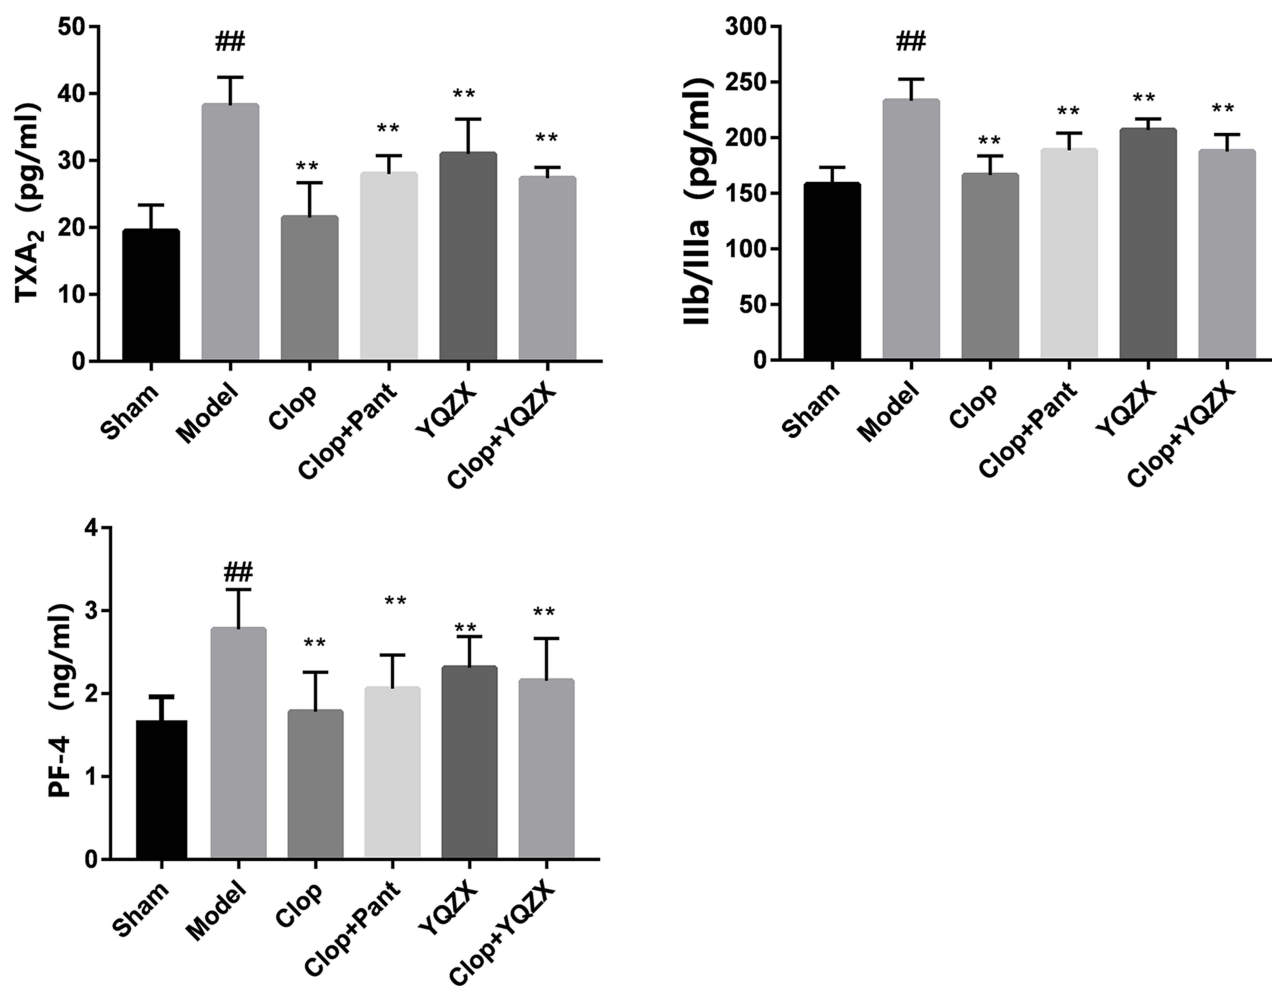 TXA2 (pg/ml)
50
40
30
20
10
0
##
**
**
**
**
Sham
Model
Clop
Clop+Pant
YQZX
Clop+YQZX
IIb/IIIa (pg/ml)
300
250
200
150
100
50
0
##
**
**
**
**
Sham
Model
Clop
Clop+Pant
YQZX
Clop+YQZX
PF-4 (ng/ml)
4
3
2
1
0
##
**
**
**
**
Sham
Model
Clop
Clop+Pant
YQZX
Clop+YQZX